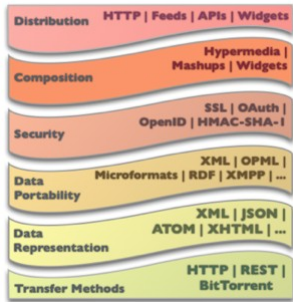 Distribution
HTTP | Feeds | APIs | Widgets
Composition
Hypermedia |
Mashups | Widgets
Security
SSL | OAuth |
OpenID | HMAC-SHA-1
Data
Portability
XML | OPML |
Microformats | RDF | XMPP | ...
Data
Representation
XML | JSON |
ATOM | XHTML | ...
Transfer Methods
HTTP | REST |
BitTorrent